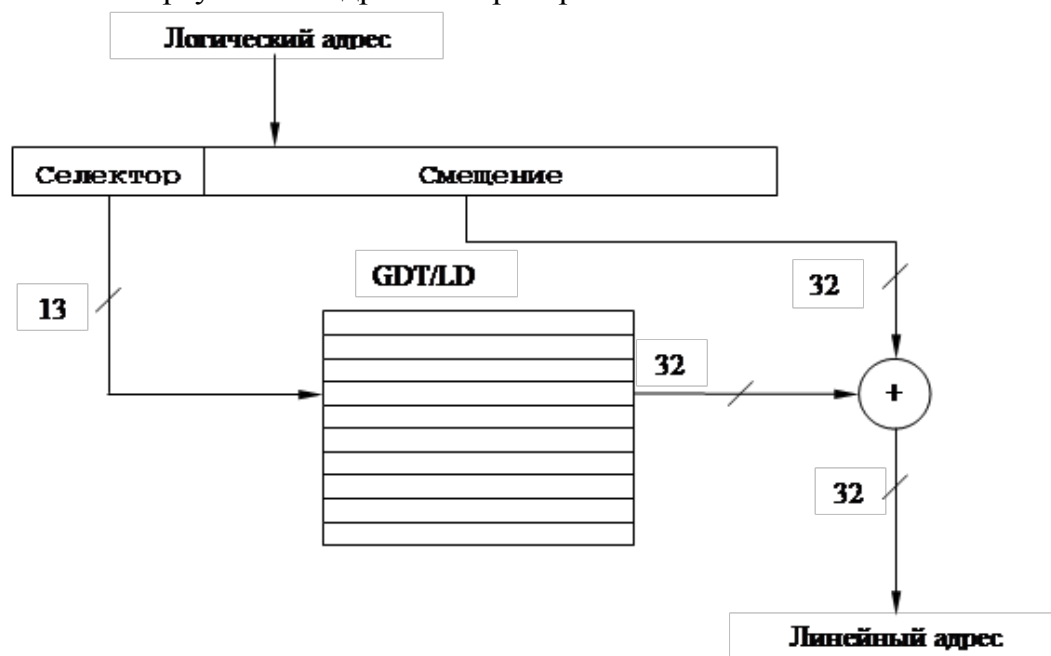 Логический адрес
Селектор
Смещение
GDT/LD
13
32
32
+
32
Линейный адрес